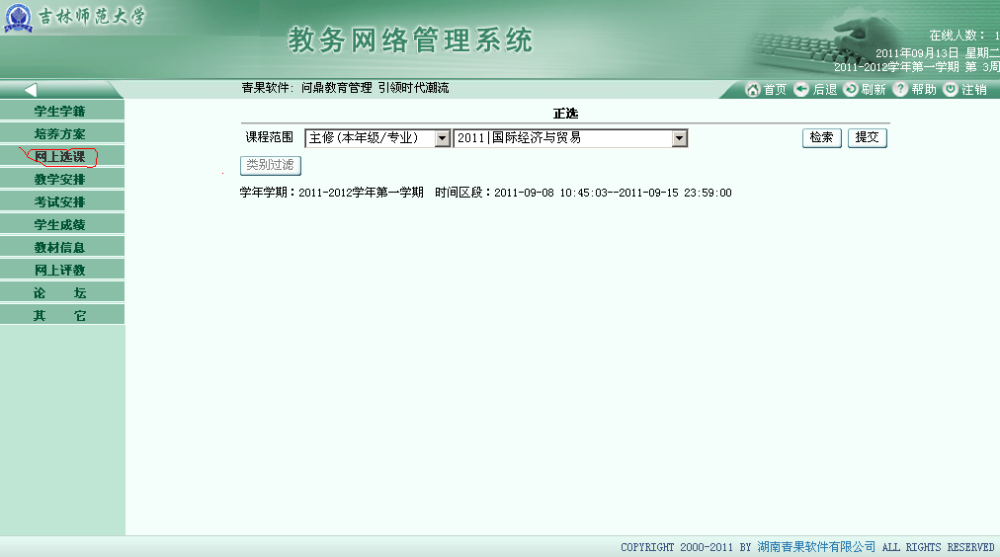 吉林师范大学
教务网络管理系统
在线人数： 1
2011年09月13日 星期二
2011-2012学年第一学期 第 3周
青果软件: 问鼎教育管理 引领时代潮流
首页 后退 刷新 帮助 注销
学生学籍
培养方案
网上选课
教学安排
考试安排
学生成绩
教材信息
网上评教
论 坛
其 它
正选
课程范围 主修(本年级/专业) 2011|国际经济与贸易 检索 提交
类别过滤
学年学期：2011-2012学年第一学期 时间区段：2011-09-08 10:45:03--2011-09-15 23:59:00
COPYRIGHT 2000-2011 BY 湖南青果软件有限公司 ALL RIGHTS RESERVED